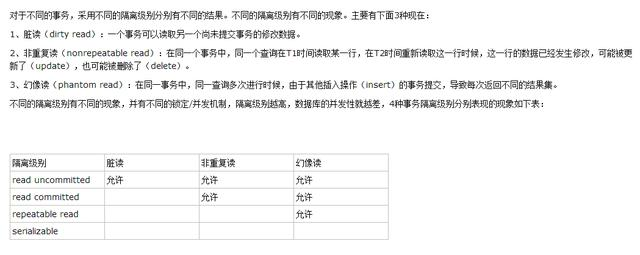 对于不同的事务，采用不同的隔离级别分别有不同的结果。不同的隔离级别有不同的现象。主要有下面3种现在：
1、脏读（dirty read）：一个事务可以读取另一个尚未提交事务的修改数据。
2、非重复读（nonrepeatable read）：在同一个事务中，同一个查询在T1时间读取某一行，在T2时间重新读取这一行时候，这一行的数据已经发生修改，可能被更
新了（update），也可能被删除了（delete）。
3、幻像读（phantom read）：在同一事务中，同一查询多次进行时候，由于其他插入操作（insert）的事务提交，导致每次返回不同的结果集。
不同的隔离级别有不同的现象，并有不同的锁定/并发机制，隔离级别越高，数据库的并发性就越差，4种事务隔离级别分别表现的现象如下表：
隔离级别 脏读 非重复读 幻像读
read uncommitted 允许 允许 允许
read committed 允许 允许
repeatable read 允许
serializable